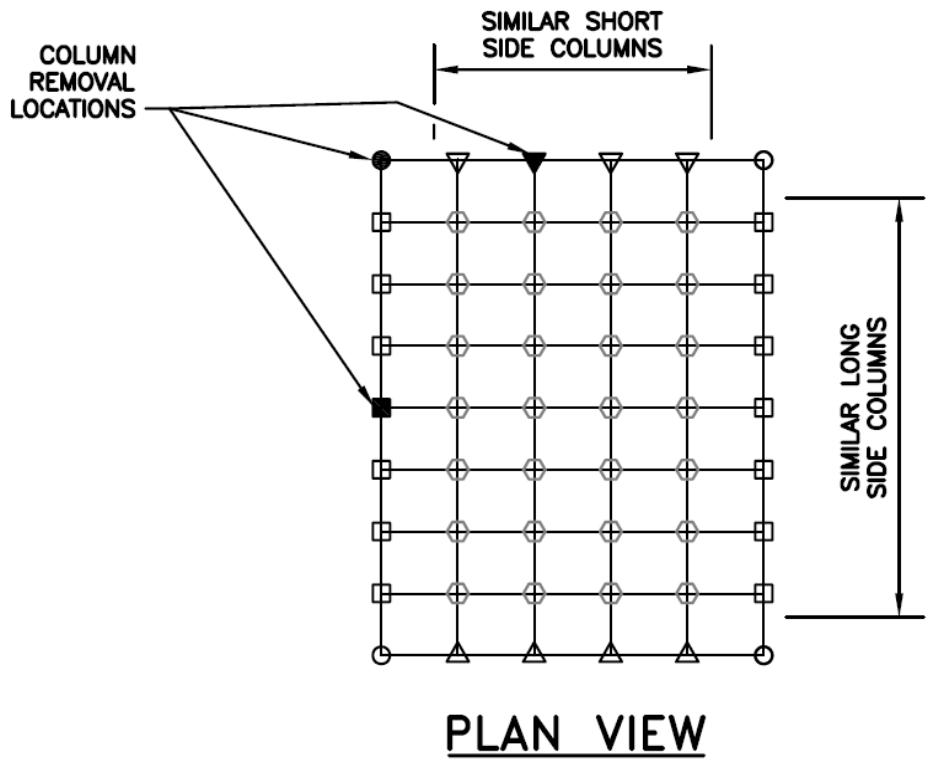 SIMILAR SHORT
SIDE COLUMNS
COLUMN
REMOVAL
LOCATIONS
SIMILAR LONG
SIDE COLUMNS
PLAN VIEW